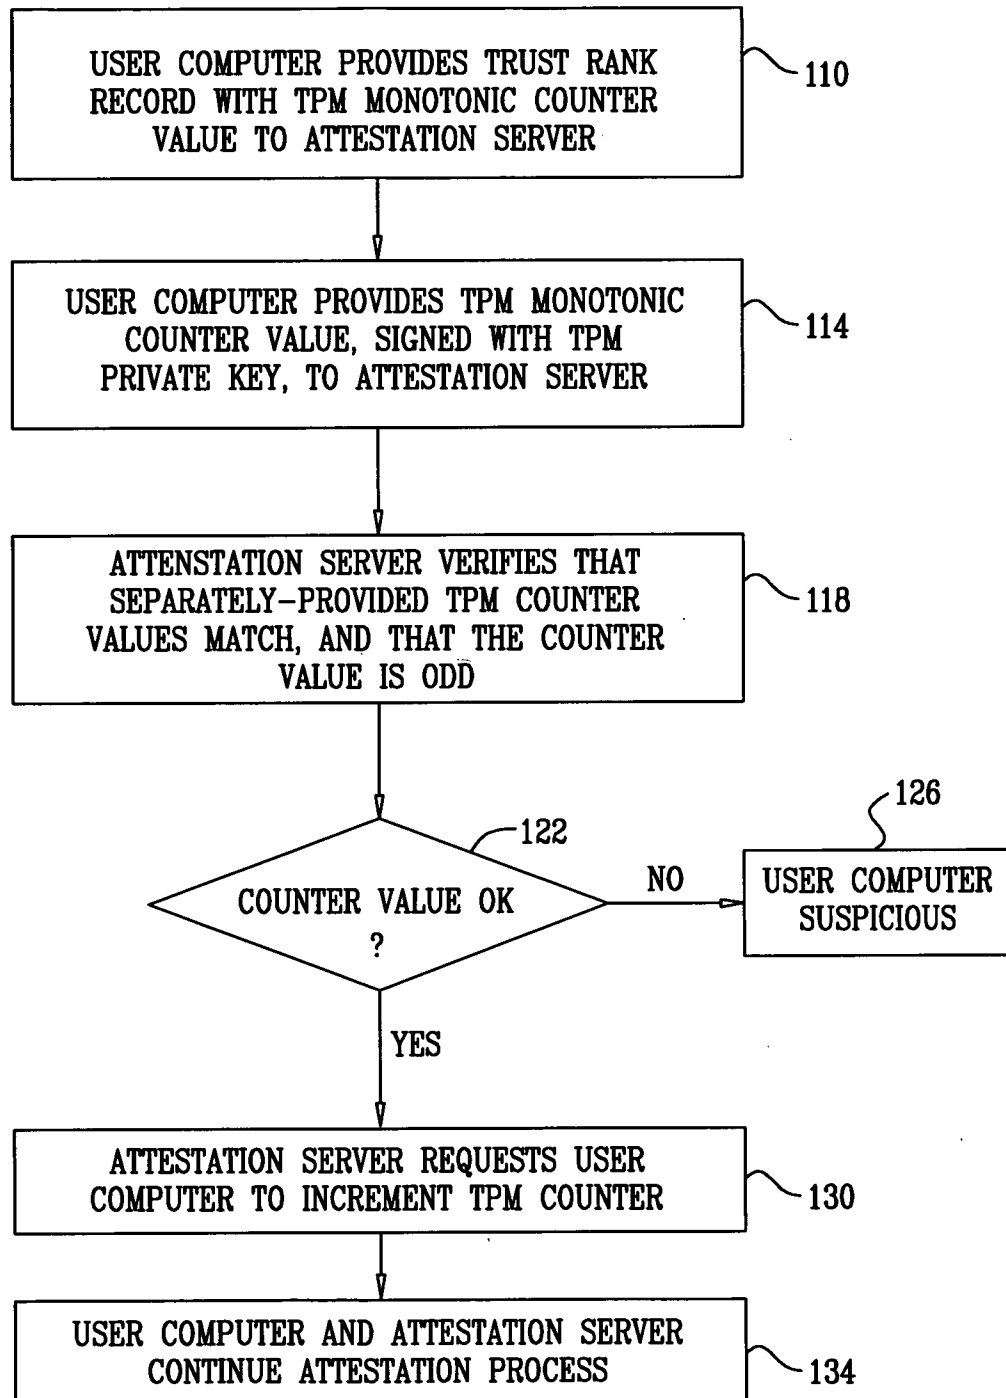 USER COMPUTER PROVIDES TRUST RANK
RECORD WITH TPM MONOTONIC COUNTER
VALUE TO ATTESTATION SERVER
110
USER COMPUTER PROVIDES TPM MONOTONIC
COUNTER VALUE, SIGNED WITH TPM
PRIVATE KEY, TO ATTESTATION SERVER
114
ATTENSTATION SERVER VERIFIES THAT
SEPARATELY-PROVIDED TPM COUNTER
VALUES MATCH, AND THAT THE COUNTER
VALUE IS ODD
118
122
COUNTER VALUE OK
?
NO
126
USER COMPUTER
SUSPICIOUS
YES
ATTESTATION SERVER REQUESTS USER
COMPUTER TO INCREMENT TPM COUNTER
130
USER COMPUTER AND ATTESTATION SERVER
CONTINUE ATTESTATION PROCESS
134